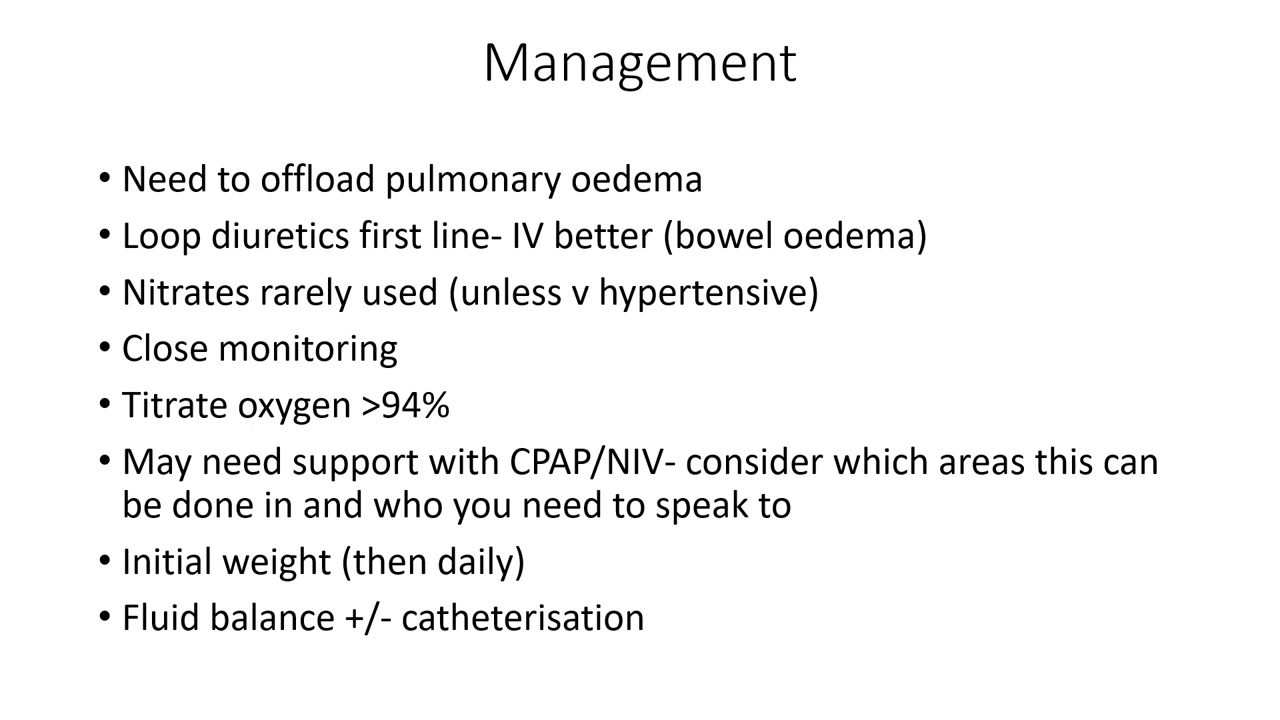 Management
• Need to offload pulmonary oedema
• Loop diuretics first line- IV better (bowel oedema)
• Nitrates rarely used (unless v hypertensive)
• Close monitoring
• Titrate oxygen >94%
• May need support with CPAP/NIV- consider which areas this can
be done in and who you need to speak to
• Initial weight (then daily)
• Fluid balance +/- catheterisation